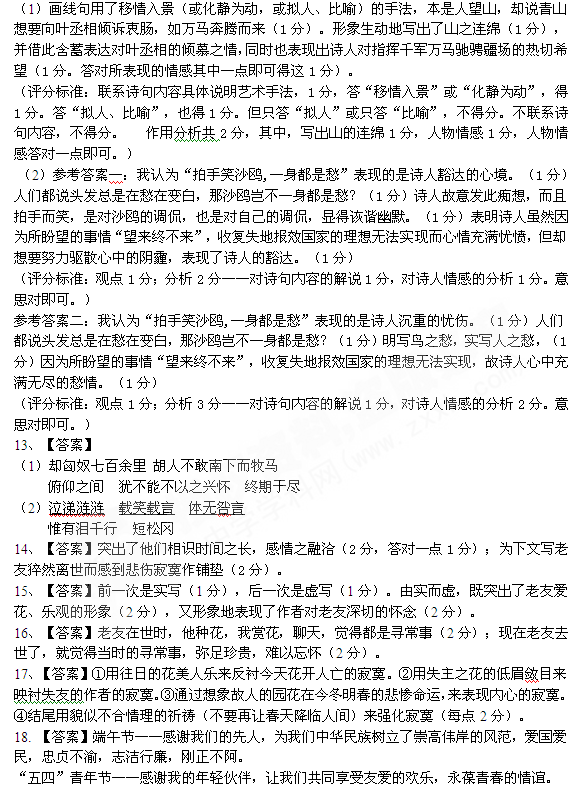 （1）画线句用了移情入景（或化静为动，或拟人、比喻）的手法，本是人望山，却说青山
想要向叶丞相倾诉衷肠，如万马奔腾而来（1分）。形象生动地写出了山之连绵（1分），
并借此含蓄表达对叶丞相的倾慕之情，同时也表现出诗人对指挥千军万马驰骋疆场的热切希
望（1分。答对所表现的情感其中一点即可得这1分）。
（评分标准：联系诗句内容具体说明艺术手法，1分，答“移情入景”或“化静为动”，得
1分。答“拟人、比喻”，也得1分。但只答“拟人”或只答“比喻”，不得分。不联系诗
句内容，不得分。 作用分析共2分，其中，写出山的连绵1分，人物情感1分，人物情
感答对一点即可。）
（2）参考答案一：我认为“拍手笑沙鸥,一身都是愁”表现的是诗人豁达的心境。（1分）
人们都说头发总是在愁在变白，那沙鸥岂不一身都是愁？（1分）诗人故意发此痴想，而且
拍手而笑，是对沙鸥的调侃，也是对自己的调侃，显得诙谐幽默。（1分）表明诗人虽然因
为所盼望的事情“望来终不来”，收复失地报效国家的理想无法实现而心情充满忧愤，但却
想要努力驱散心中的阴霾，表现了诗人的豁达。（1分）
（评分标准：观点1分；分析2分一一对诗句内容的解说1分，对诗人情感的分析1分。意
思对即可。）
参考答案二：我认为“拍手笑沙鸥,一身都是愁”表现的是诗人沉重的忧伤。（1分）人们
都说头发总是在愁在变白，那沙鸥岂不一身都是愁？（1分）明写鸟之愁，实写人之愁，（1
分）因为所盼望的事情“望来终不来”，收复失地报效国家的理想无法实现，故诗人心中充
满无尽的愁情。（1分）
（评分标准：观点1分；分析3分一一对诗句内容的解说1分，对诗人情感的分析2分。意
思对即可。）
13、【答案】
（1）却匈奴七百余里 胡人不敢南下而牧马
俯仰之间 犹不能不以之兴怀 终期于尽
（2）泣涕涟涟 载笑载言 体无咎言
惟有泪千行 短松冈
14、【答案】突出了他们相识时间之长，感情之融洽（2分，答对一点1分）；为下文写老
友猝然离世而感到悲伤寂寞作铺垫（2分）。
15、【答案】前一次是实写（1分），后一次是虚写（1分）。由实而虚，既突出了老友爱
花、乐观的形象（2分），又形象地表现了作者对老友深切的怀念（2分）。
16、【答案】老友在世时，他种花，我赏花，聊天，觉得都是寻常事（2分）；现在老友去
世了，就觉得当时的寻常事，弥足珍贵，难以忘怀（2分）。
17、【答案】①用往日的花美人乐来反衬今天花开人亡的寂寞。②用失主之花的低眉敛目来
映衬失友的作者的寂寞。③通过想象故人的园花在今冬明春的悲惨命运，来表现内心的寂寞。
④结尾用貌似不合情理的祈祷（不要再让春天降临人间）来强化寂寞（每点2分）。
18．【答案】端午节一一感谢我们的先人，为我们中华民族树立了崇高伟岸的风范，爱国爱
民，忠贞不渝，志洁行廉，刚正不阿。
“五四”青年节一一感谢我的年轻伙伴，让我们共同享受友爱的欢乐，永葆青春的情谊。